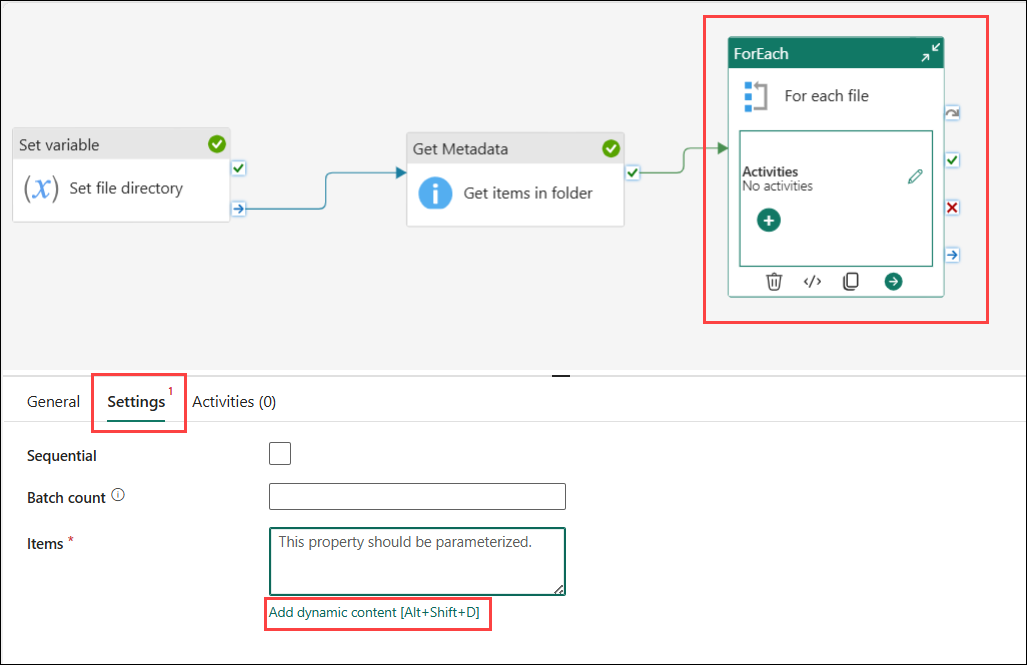 ForEach
For each file
Set variable
(x) Set file directory
Get Metadata
i Get items in folder
Activities
No activities
General
Settings 1
Activities (0)
Sequential
Batch count
Items *
This property should be parameterized.
Add dynamic content [Alt+Shift+D]